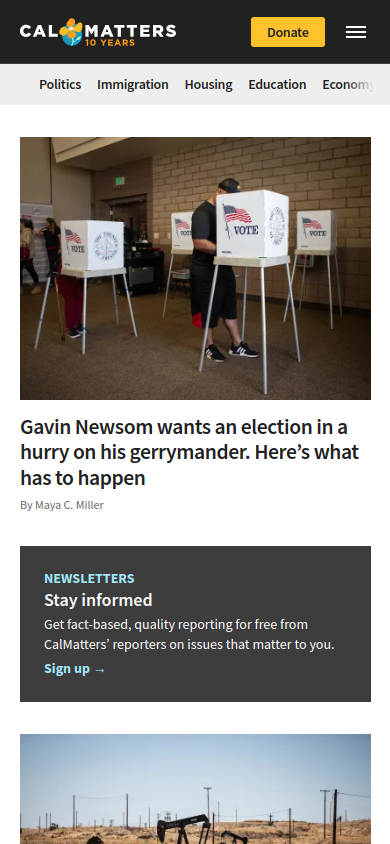 CALMATTERS
10 YEARS
Donate
Politics Immigration Housing Education Economy
VOTE
VOTE
VOTE
VOTE
Gavin Newsom wants an election in a
hurry on his gerrymander. Here’s what
has to happen
By Maya C. Miller
NEWSLETTERS
Stay informed
Get fact-based, quality reporting for free from
CalMatters’ reporters on issues that matter to you.
Sign up →